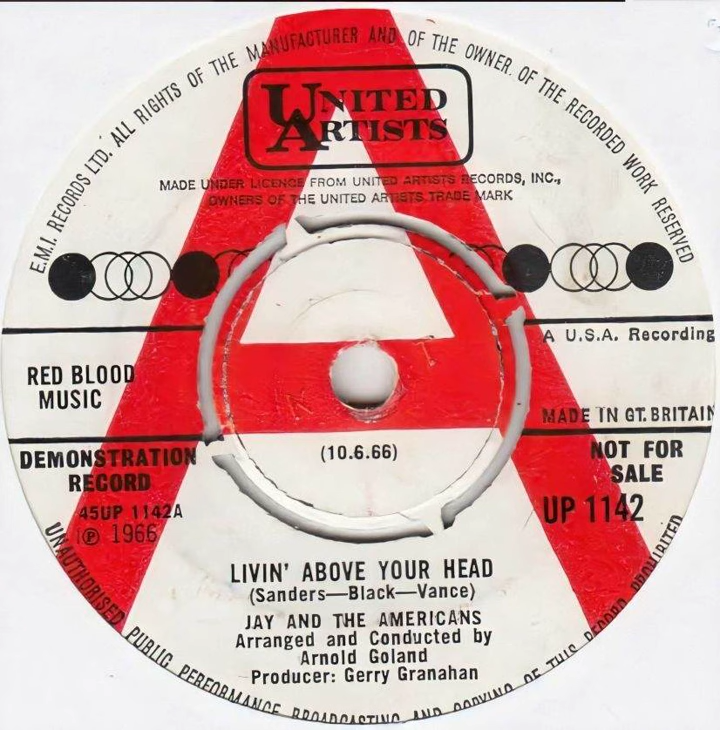 E.M.I. RECORDS LTD. ALL RIGHTS OF THE MANUFACTURER AND OF THE OWNER OF THE RECORDED WORK RESERVED
UNITED
ARTISTS
MADE UNDER LICENCE FROM UNITED ARTISTS RECORDS, INC.,
OWNERS OF THE UNITED ARTISTS TRADE MARK
A U.S.A. Recording
RED BLOOD
MUSIC
MADE IN GT. BRITAIN
DEMONSTRATION
RECORD
(10.6.66)
NOT FOR
SALE
45UP 1142A
℗ 1966
UP 1142
LIVIN' ABOVE YOUR HEAD
(Sanders—Black—Vance)
JAY AND THE AMERICANS
Arranged and Conducted by
Arnold Goland
Producer: Gerry Granahan
UNAUTHORISED PUBLIC PERFORMANCE BROADCASTING AND COPYING OF THIS RECORD PROHIBITED